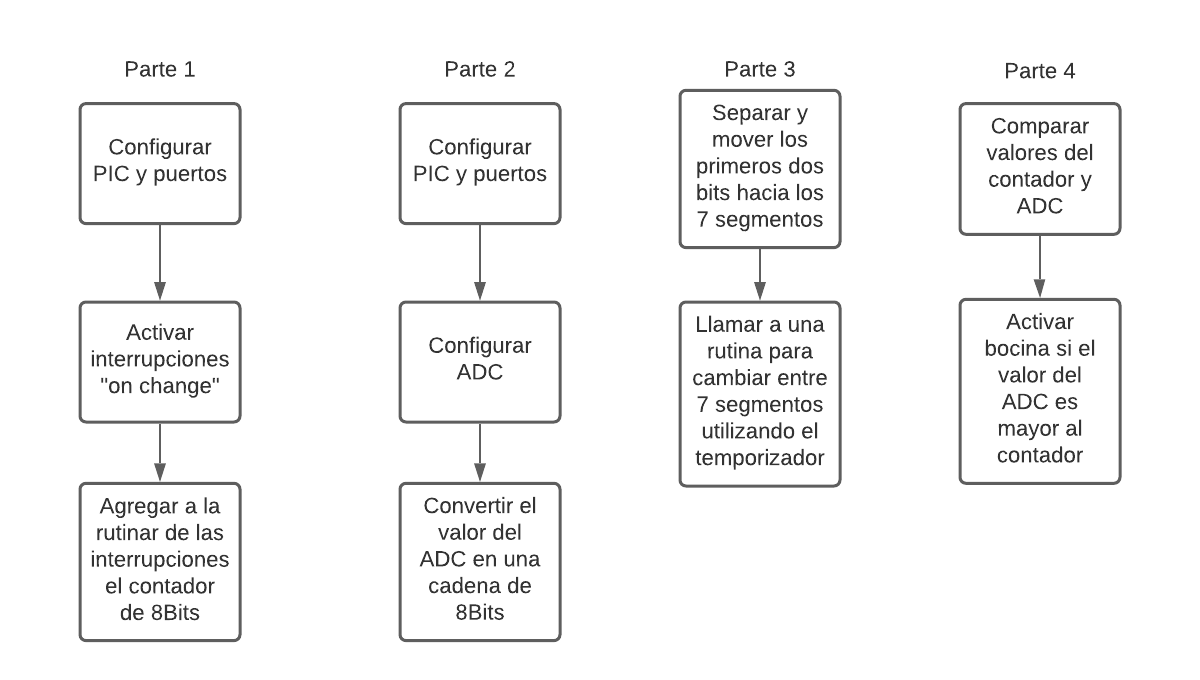 Parte 1
Configurar
PIC y puertos
Activar
interrupciones
"on change"
Agregar a la
rutinar de las
interrupciones
el contador
de 8Bits
Parte 2
Configurar
PIC y puertos
Configurar
ADC
Convertir el
valor del
ADC en una
cadena de
8Bits
Parte 3
Separar y
mover los
primeros dos
bits hacia los
7 segmentos
Llamar a una
rutina para
cambiar entre
7 segmentos
utilizando el
temporizador
Parte 4
Comparar
valores del
contador y
ADC
Activar
bocina si el
valor del
ADC es
mayor al
contador